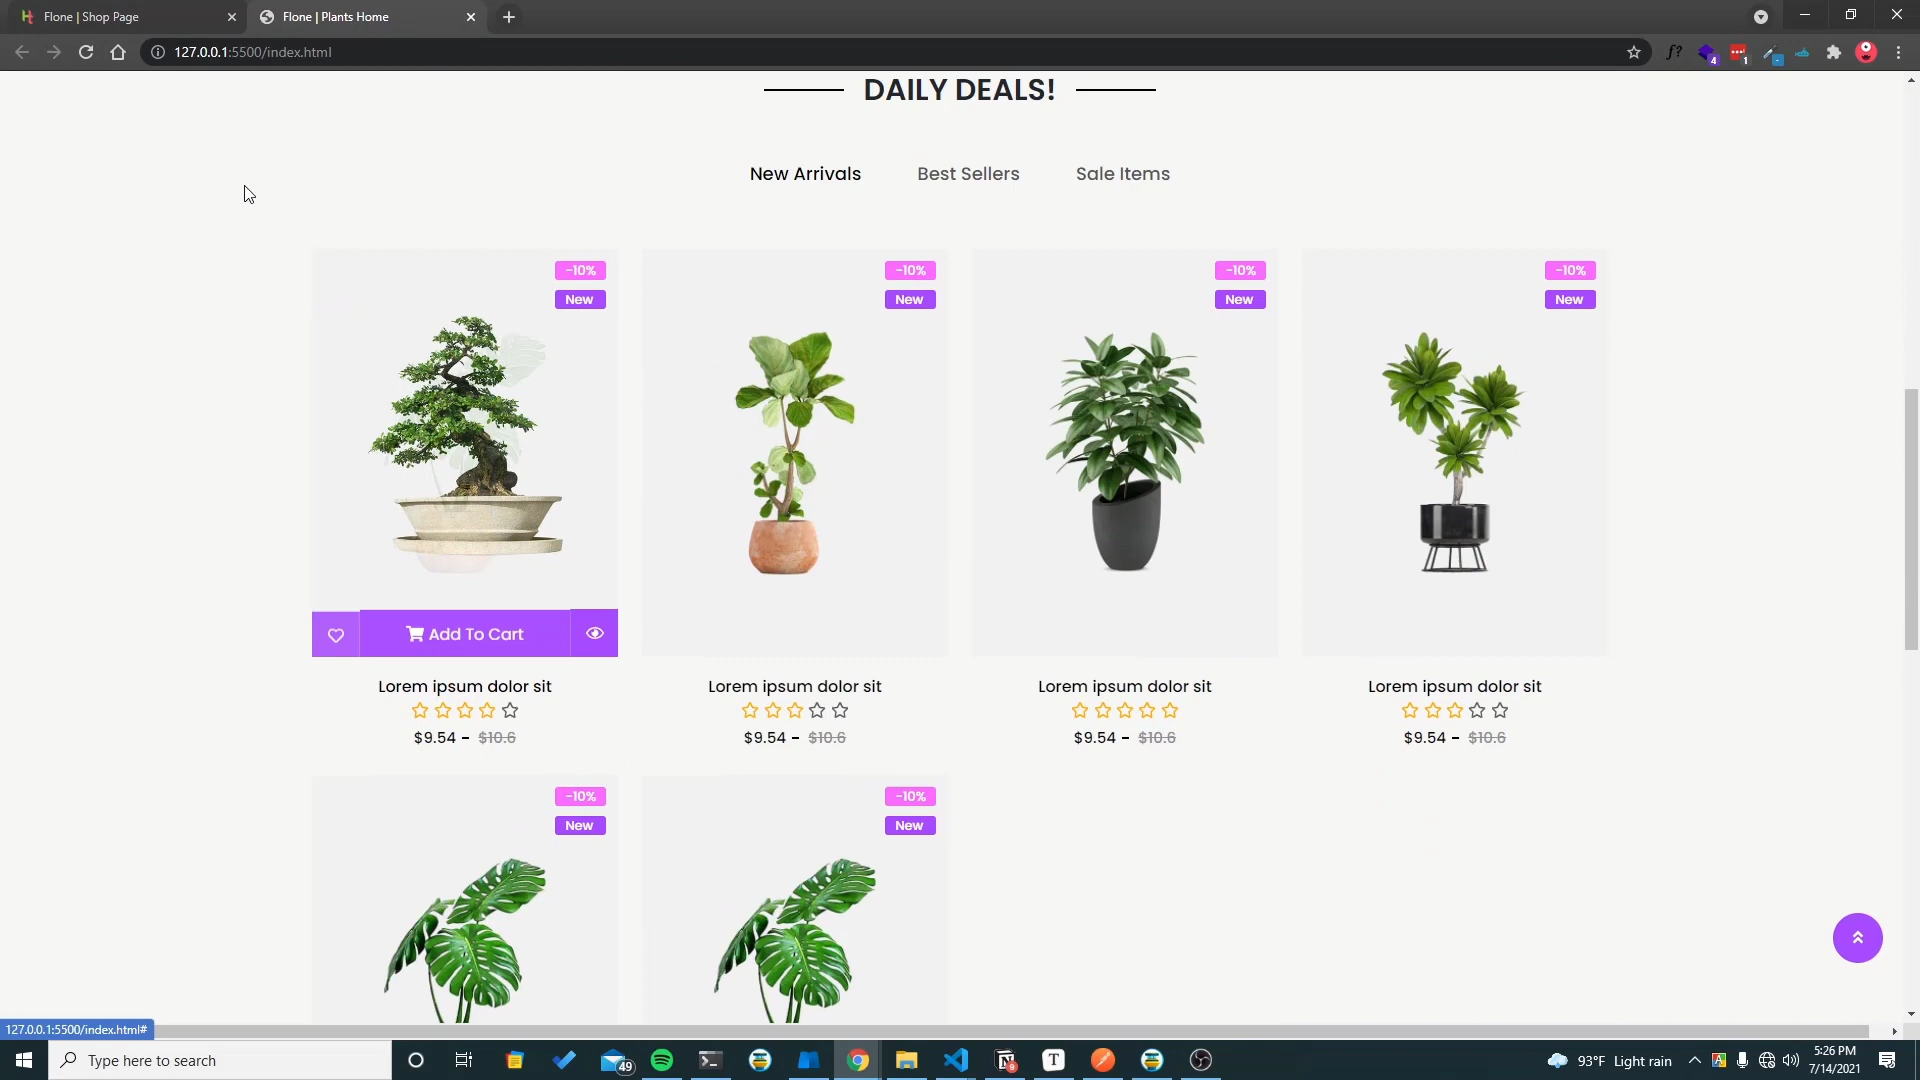 Flone | Shop Page
Flone | Plants Home
127.0.0.1:5500/index.html
f?
4
1
-
DAILY DEALS!
New Arrivals
Best Sellers
Sale Items
-10%
New
-10%
New
-10%
New
-10%
New
Add To Cart
Lorem ipsum dolor sit
$9.54 - $10.6
Lorem ipsum dolor sit
$9.54 - $10.6
Lorem ipsum dolor sit
$9.54 - $10.6
Lorem ipsum dolor sit
$9.54 - $10.6
-10%
New
-10%
New
127.0.0.1:5500/index.html#
Type here to search
49
N
9
T
93°F Light rain
A
5:26 PM
7/14/2021